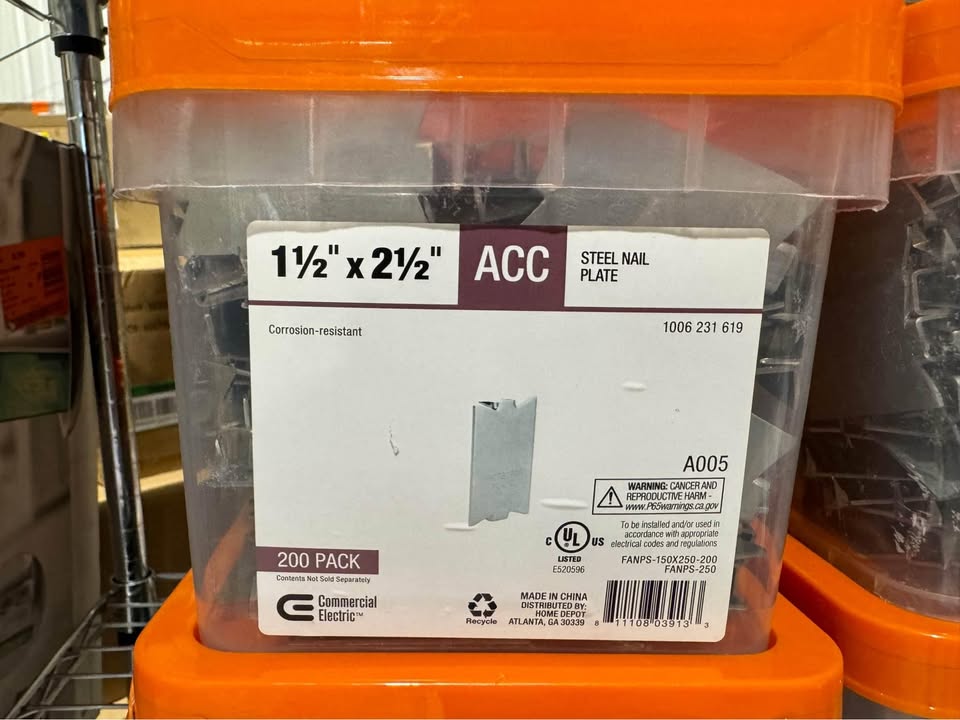 1½" x 2½"
ACC
STEEL NAIL
PLATE
Corrosion-resistant
1006 231 619
A005
WARNING: CANCER AND
REPRODUCTIVE HARM -
www.P65warnings.ca.gov
To be installed and/or used in
accordance with appropriate
electrical codes and regulations
C UL US
LISTED
E520596
FANPS-150X250-200
FANPS-250
200 PACK
Contents Not Sold Separately
Commercial
Electric™
Recycle
MADE IN CHINA
DISTRIBUTED BY:
HOME DEPOT
ATLANTA, GA 30339
8 11108 03913 3